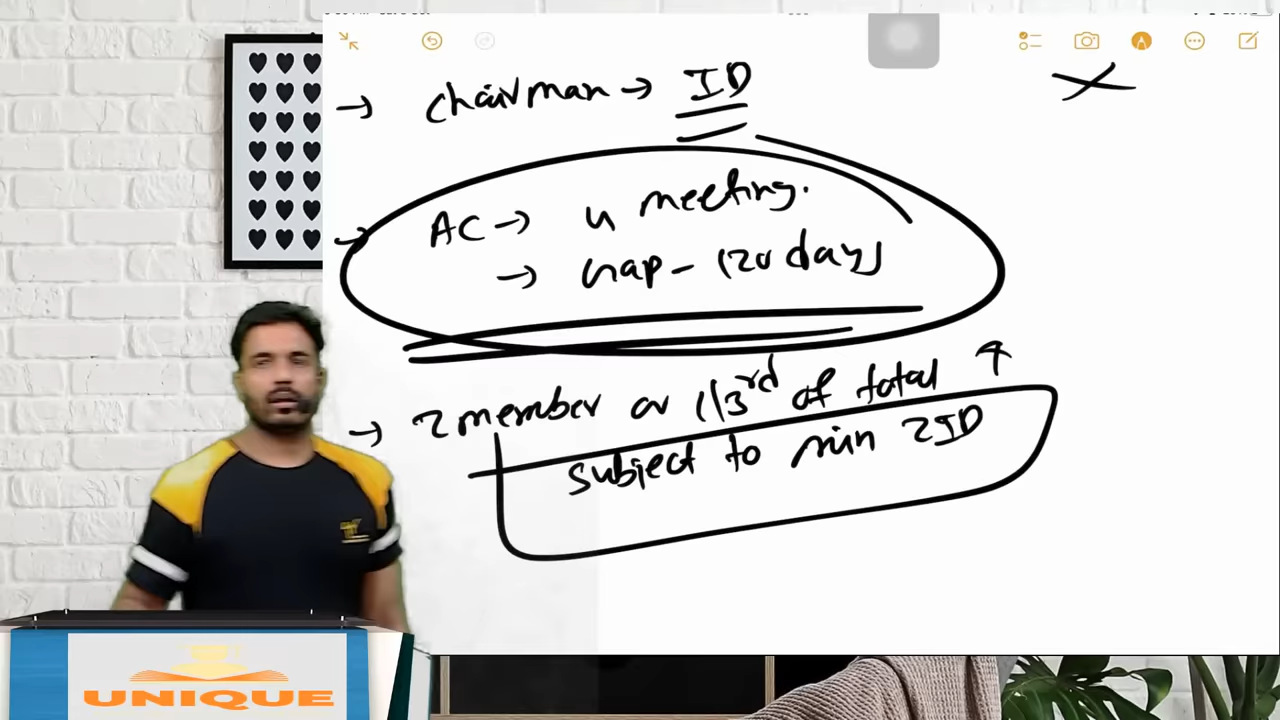 → chairman → ID
→ AC → 4 meeting.
→ gap - 120 days
→ 2 member or 1/3rd of total ↑
subject to min 2ID
UNIQUE